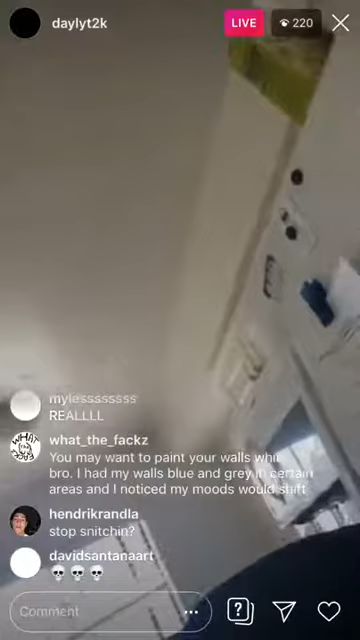 daylyt2k
LIVE
220
mylessssssss
REALLLL
what_the_fackz
You may want to paint your walls whit
bro. I had my walls blue and grey in certain
areas and I noticed my moods would shift
hendrikrandla
stop snitchin?
davidsantanaart
💀💀💀
Comment